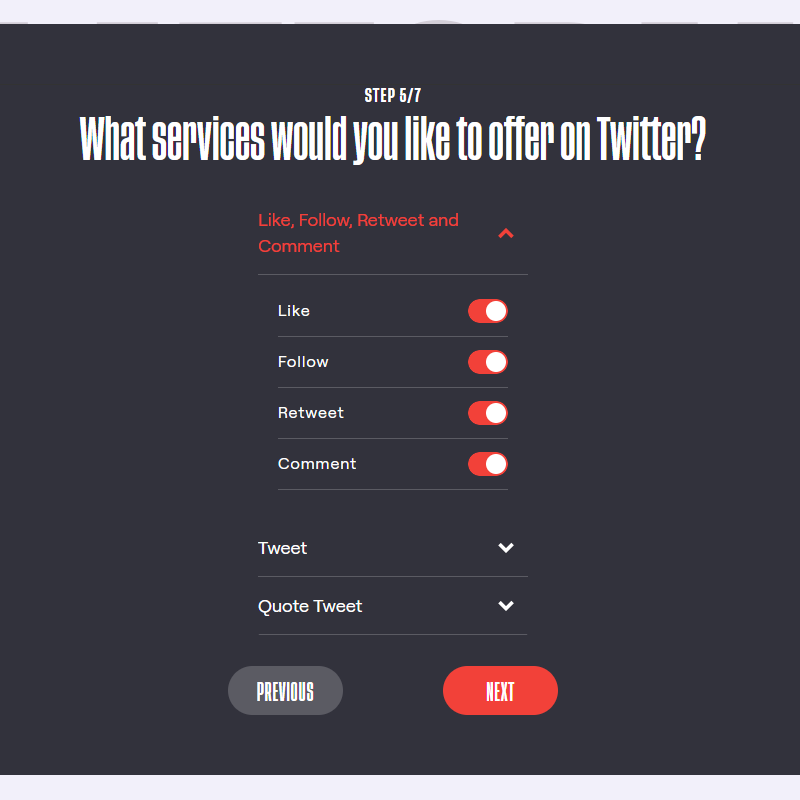 STEP 5/7
What services would you like to offer on Twitter?
Like, Follow, Retweet and
Comment
Like
Follow
Retweet
Comment
Tweet
Quote Tweet
PREVIOUS
NEXT